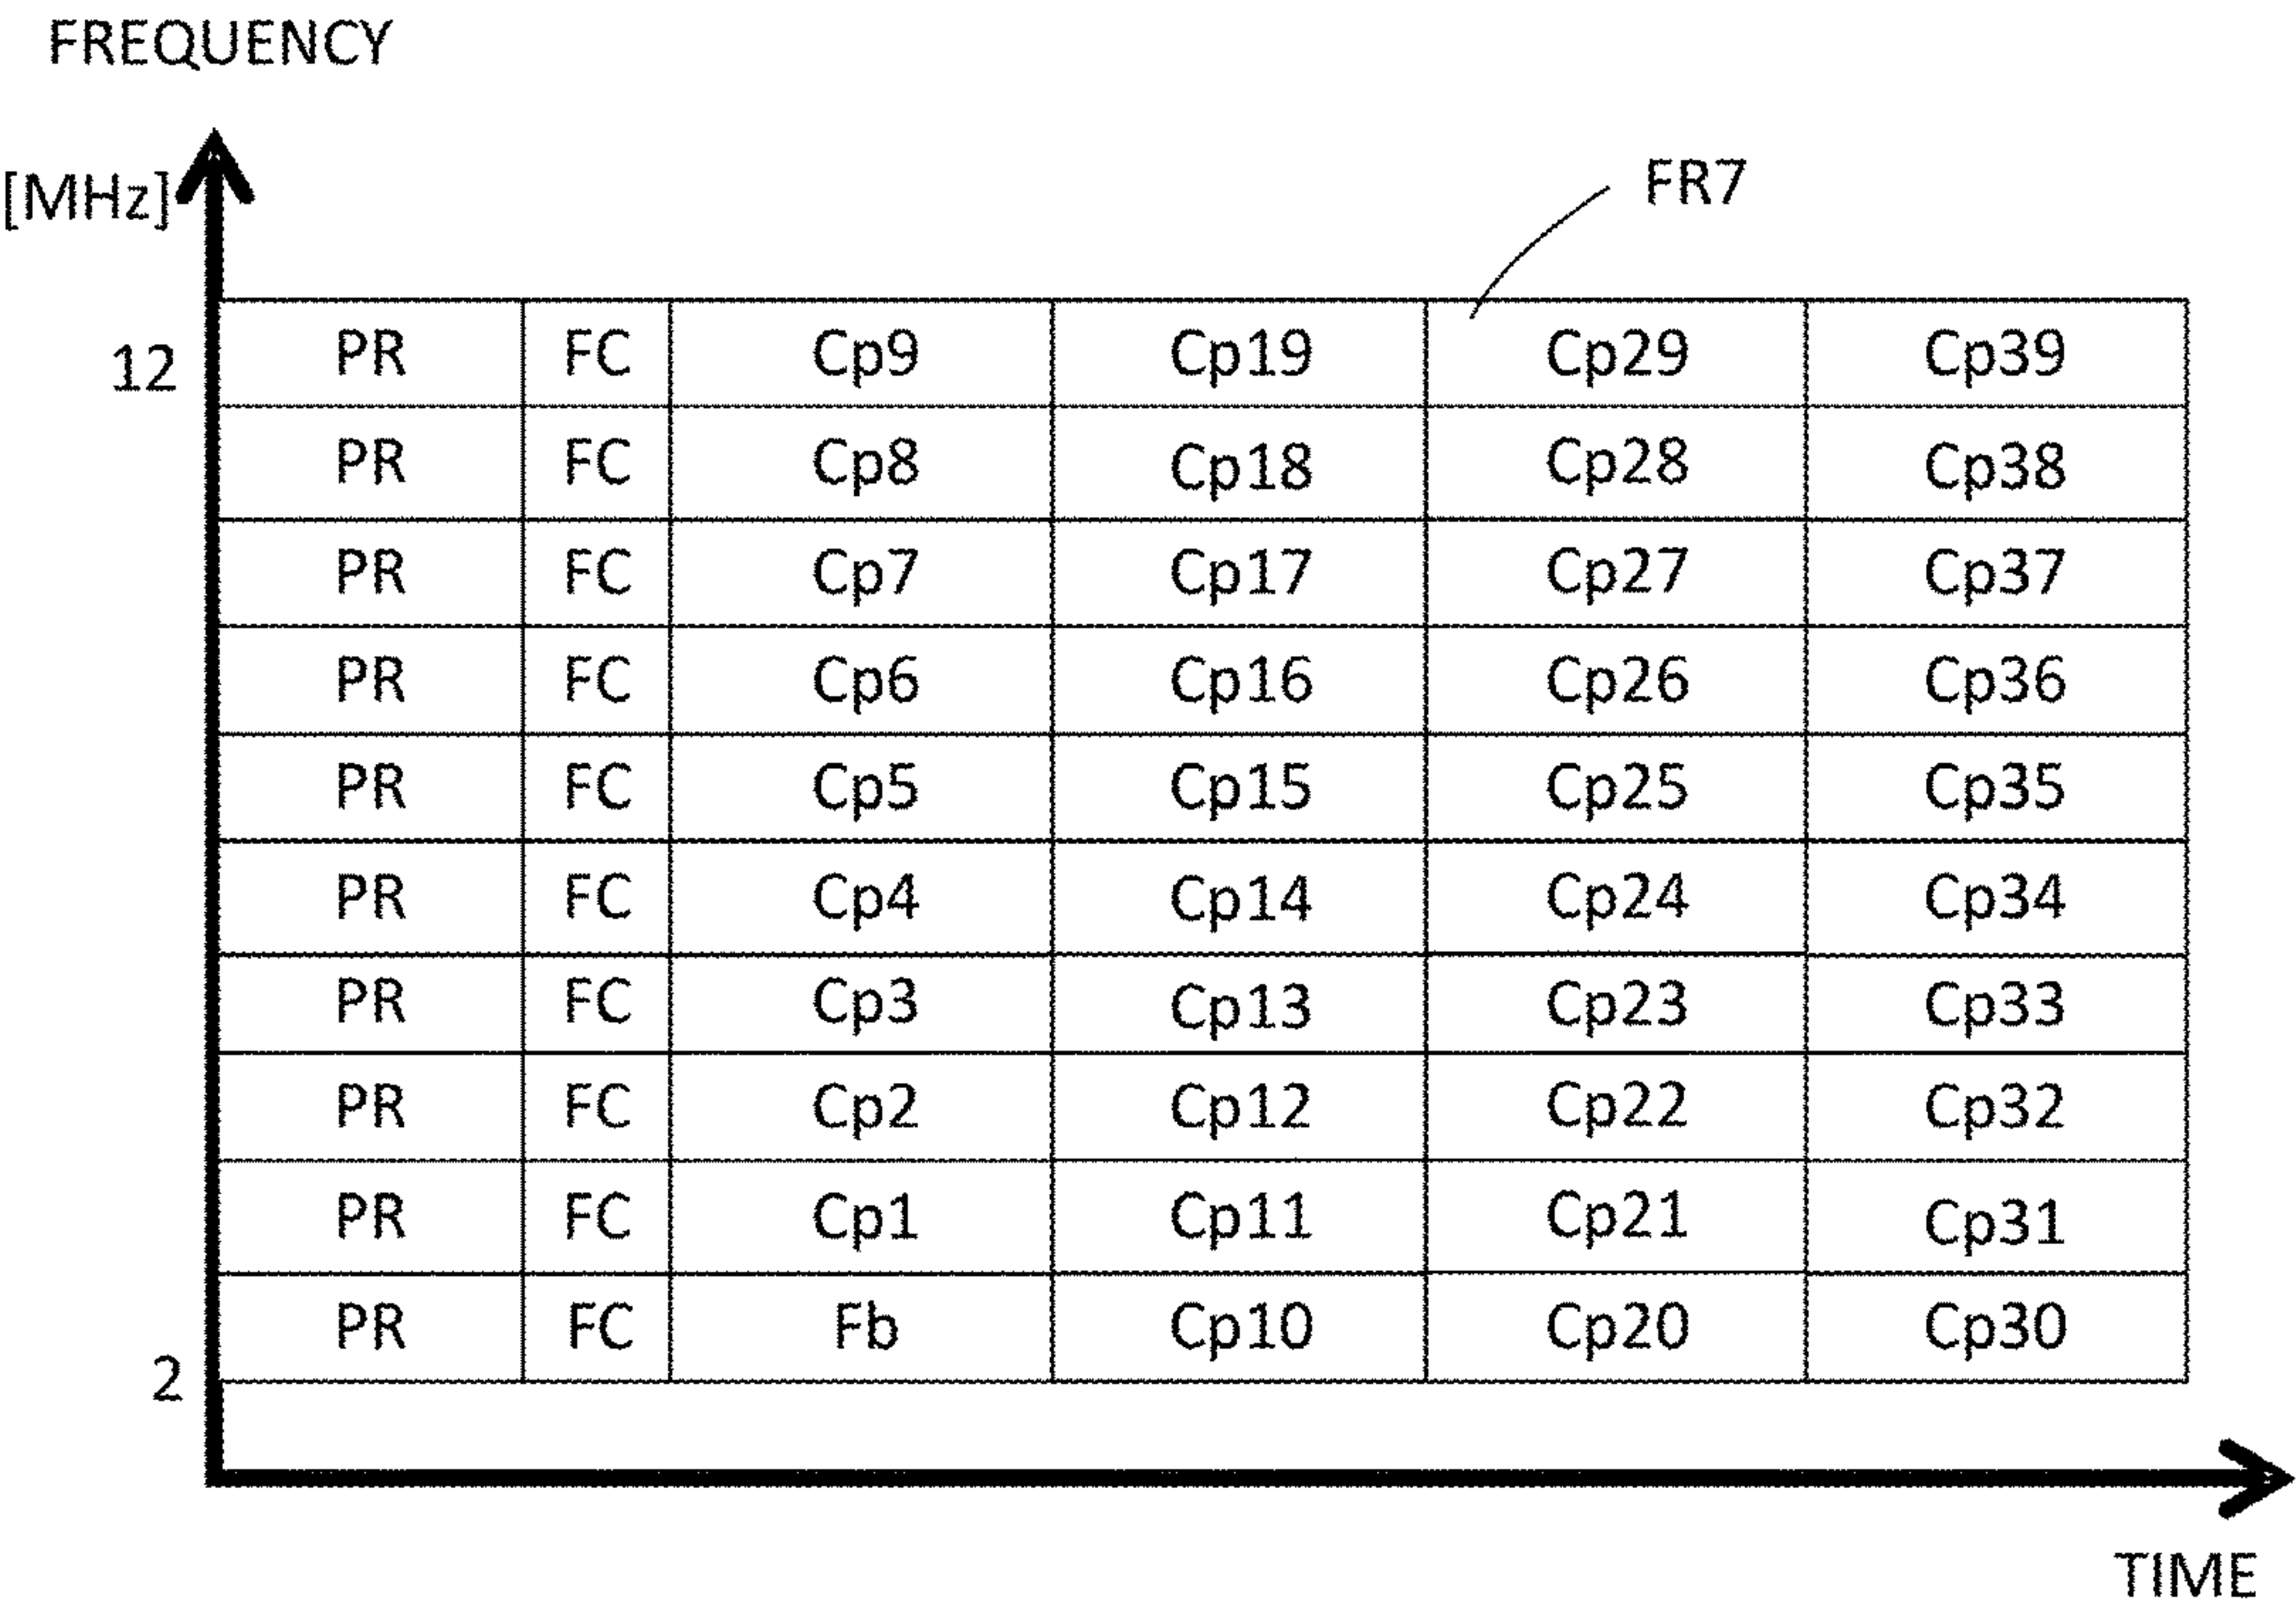 FREQUENCY
[MHz]
FR7
12
PR FC Cp9 Cp19 Cp29 Cp39
PR FC Cp8 Cp18 Cp28 Cp38
PR FC Cp7 Cp17 Cp27 Cp37
PR FC Cp6 Cp16 Cp26 Cp36
PR FC Cp5 Cp15 Cp25 Cp35
PR FC Cp4 Cp14 Cp24 Cp34
PR FC Cp3 Cp13 Cp23 Cp33
PR FC Cp2 Cp12 Cp22 Cp32
PR FC Cp1 Cp11 Cp21 Cp31
PR FC Fb Cp10 Cp20 Cp30
2
TIME